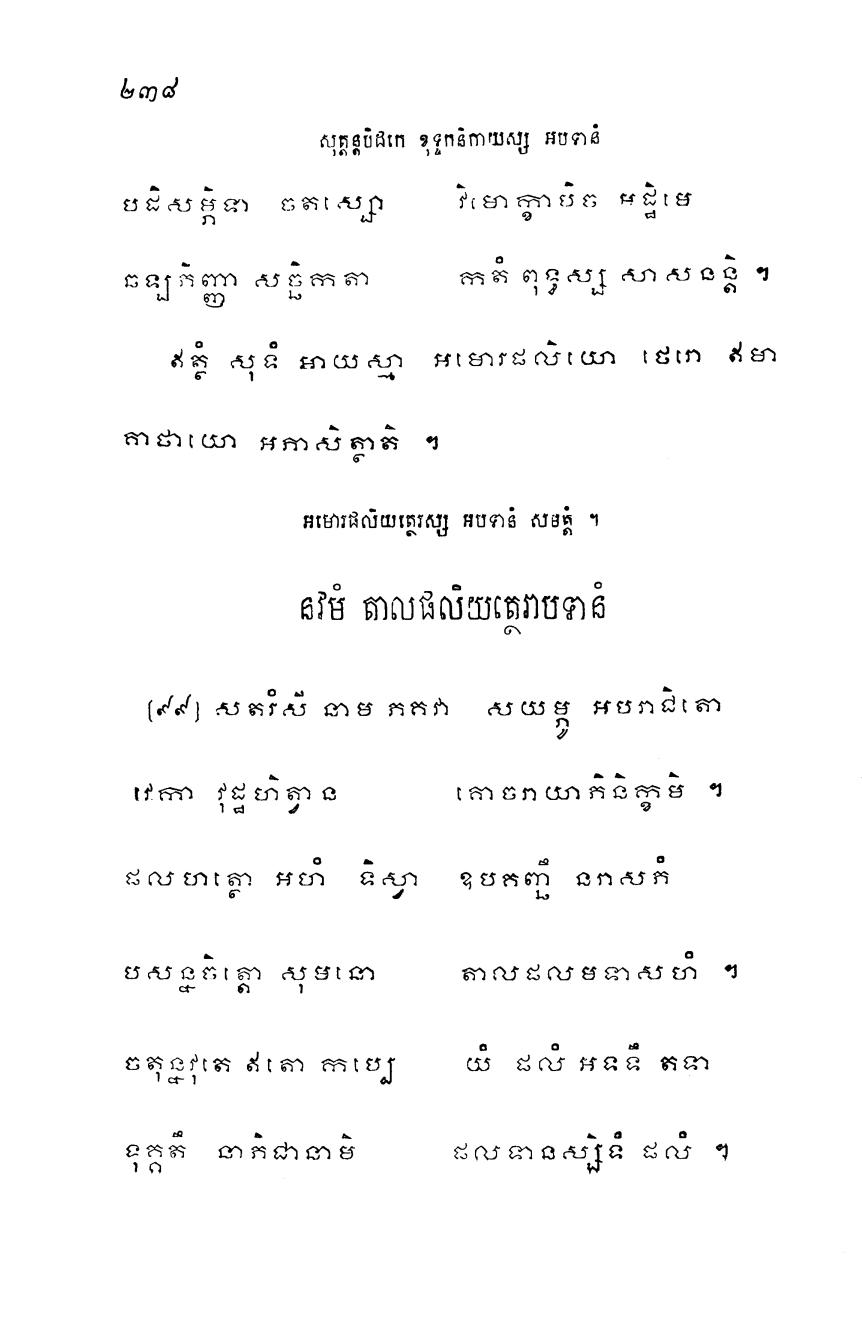 ២៣៨
សុត្តន្តបិដកេ ខុទ្ទកនិកាយស្ស អបទានំ
បដិសម្ភិទា ចតស្សោ វិមោក្ខាបិច អដ្ឋិមេ
ឆឡភិញ្ញា សច្ឆិកតា កតំ ពុទ្ធស្ស សាសនន្តិ ។
ឥត្ថំ សុទំ អាយស្មា អមោរផលិយោ ថេរោ ឥមា
គាថាយោ អភាសិត្ថាតិ ។
អមោរផលិយត្ថេរស្ស អបទានំ សមត្តំ ។
នវមំ តាលផលិយត្ថេរាបទានំ
[៩៩] សតរំសី នាម ភគវា សយម្ភូ អបរាជិតោ
វេកា វុដ្ឋហិត្វាន គោចរាយាភិនិក្ខមិ ។
ផលហត្ថោ អហំ ទិស្វា ឧបគញ្ឆឹ នរាសភំ
បសន្នចិត្តោ សុមនោ តាលផលមទាសហំ ។
ចតុន្នវុតេ ឥតោ កប្បេ យំ ផលំ អទទឹ តទា
ទុគ្គតឹ នាភិជានាមិ ផលទានស្សិទំ ផលំ ។